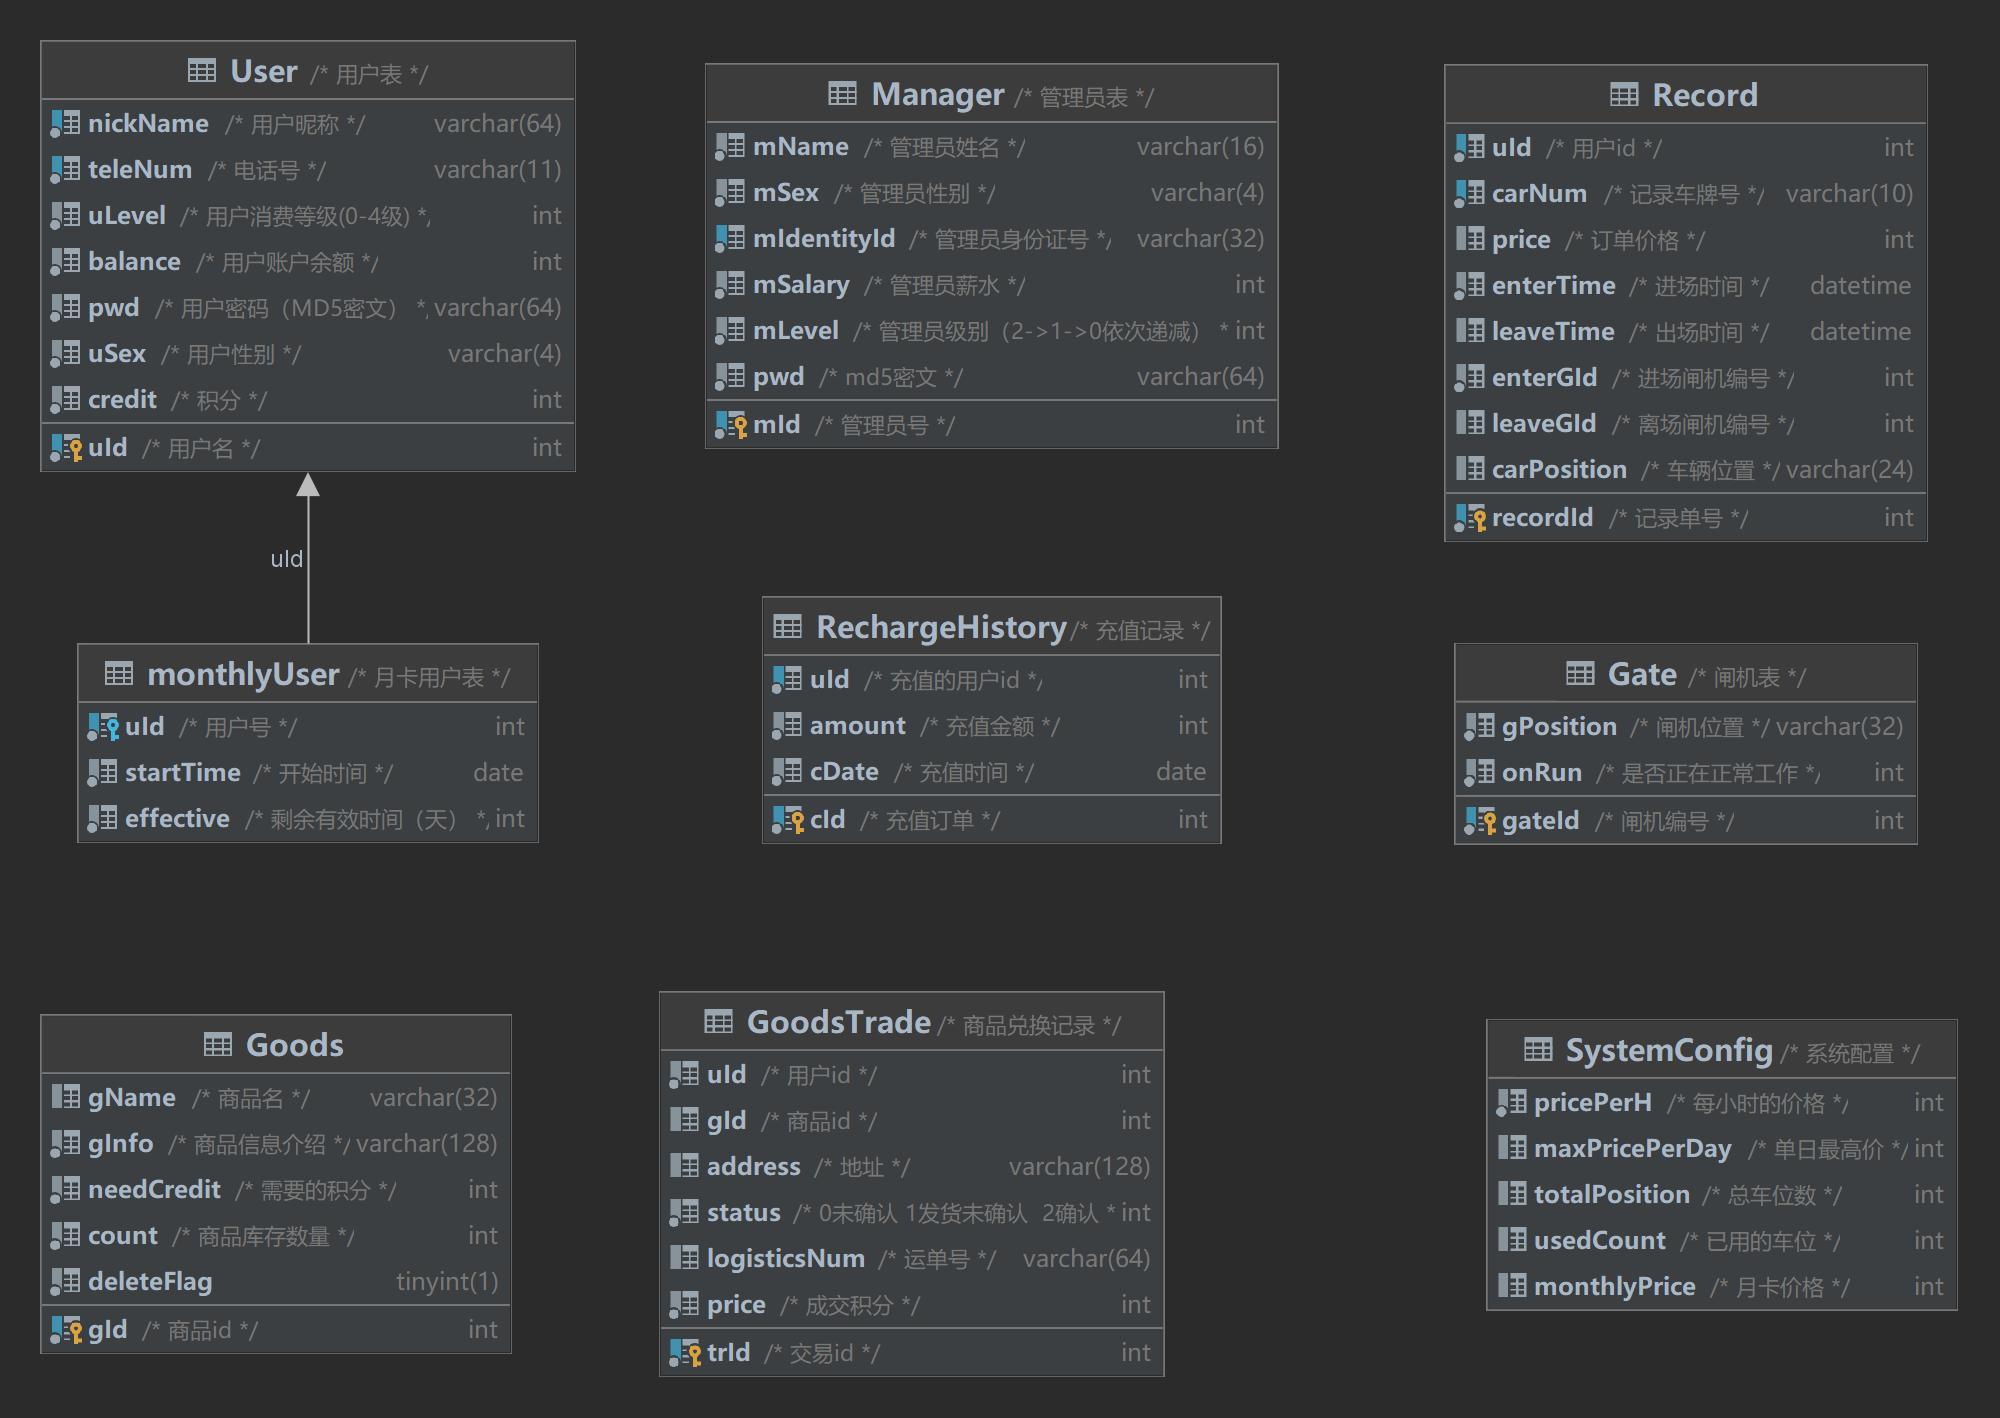 User /* 用户表 */
nickName /* 用户昵称 */ varchar(64)
teleNum /* 电话号 */ varchar(11)
uLevel /* 用户消费等级(0-4级) */ int
balance /* 用户账户余额 */ int
pwd /* 用户密码（MD5密文） */ varchar(64)
uSex /* 用户性别 */ varchar(4)
credit /* 积分 */ int
uId /* 用户名 */ int
Manager /* 管理员表 */
mName /* 管理员姓名 */ varchar(16)
mSex /* 管理员性别 */ varchar(4)
mIdentityId /* 管理员身份证号 */ varchar(32)
mSalary /* 管理员薪水 */ int
mLevel /* 管理员级别（2->1->0依次递减） * int
pwd /* md5密文 */ varchar(64)
mId /* 管理员号 */ int
Record
uId /* 用户id */ int
carNum /* 记录车牌号 */ varchar(10)
price /* 订单价格 */ int
enterTime /* 进场时间 */ datetime
leaveTime /* 出场时间 */ datetime
enterGId /* 进场闸机编号 */ int
leaveGId /* 离场闸机编号 */ int
carPosition /* 车辆位置 */ varchar(24)
recordId /* 记录单号 */ int
uId
monthlyUser /* 月卡用户表 */
uId /* 用户号 */ int
startTime /* 开始时间 */ date
effective /* 剩余有效时间（天） */ int
RechargeHistory /* 充值记录 */
uId /* 充值的用户id */ int
amount /* 充值金额 */ int
cDate /* 充值时间 */ date
cId /* 充值订单 */ int
Gate /* 闸机表 */
gPosition /* 闸机位置 */ varchar(32)
onRun /* 是否正在正常工作 */ int
gateId /* 闸机编号 */ int
Goods
gName /* 商品名 */ varchar(32)
gInfo /* 商品信息介绍 */ varchar(128)
needCredit /* 需要的积分 */ int
count /* 商品库存数量 */ int
deleteFlag tinyint(1)
gId /* 商品id */ int
GoodsTrade /* 商品兑换记录 */
uId /* 用户id */ int
gId /* 商品id */ int
address /* 地址 */ varchar(128)
status /* 0未确认 1发货未确认 2确认 * int
logisticsNum /* 运单号 */ varchar(64)
price /* 成交积分 */ int
trId /* 交易id */ int
SystemConfig /* 系统配置 */
pricePerH /* 每小时的价格 */ int
maxPricePerDay /* 单日最高价 */ int
totalPosition /* 总车位数 */ int
usedCount /* 已用的车位 */ int
monthlyPrice /* 月卡价格 */ int